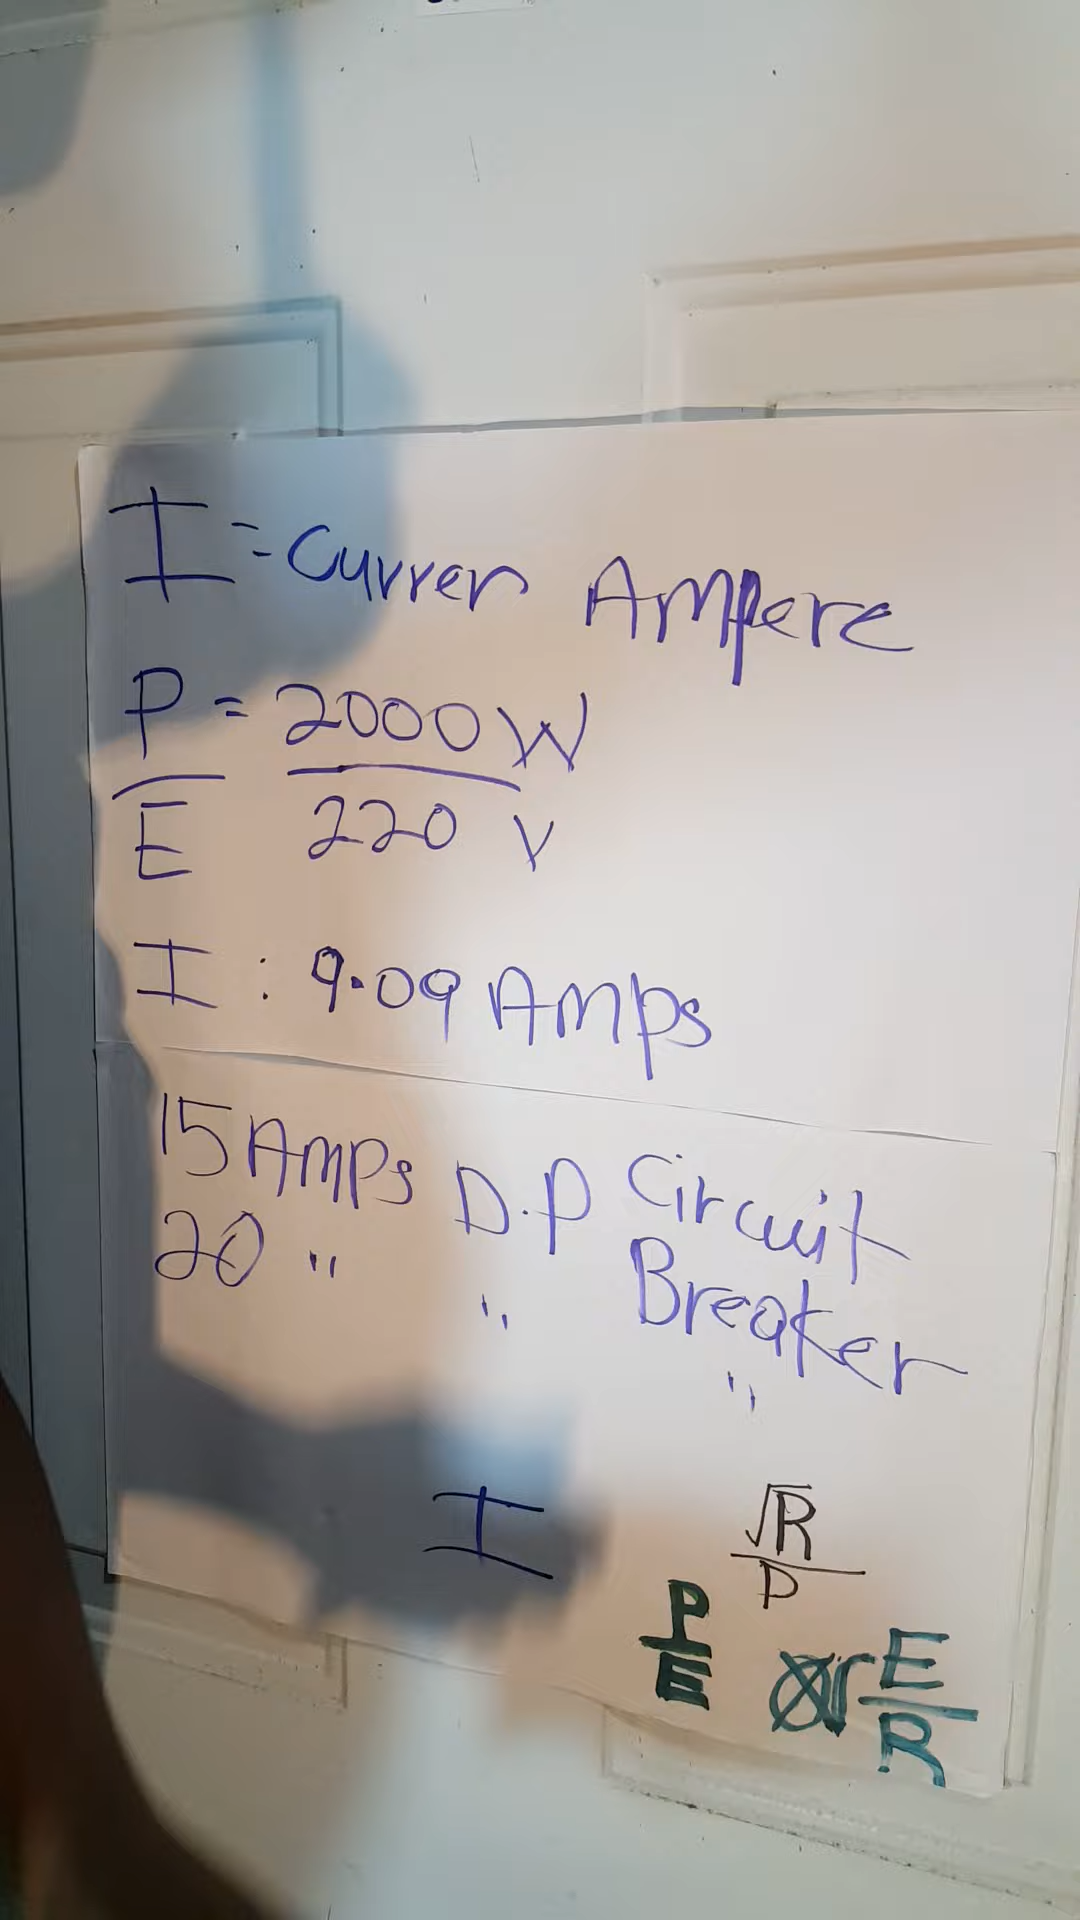 I = Curren Ampere
P = 2000 W
E 220 V
I : 9.09 Amps
15 Amps D.P Circuit
20 " " Breaker
"
I √R
P
P
E or E
R